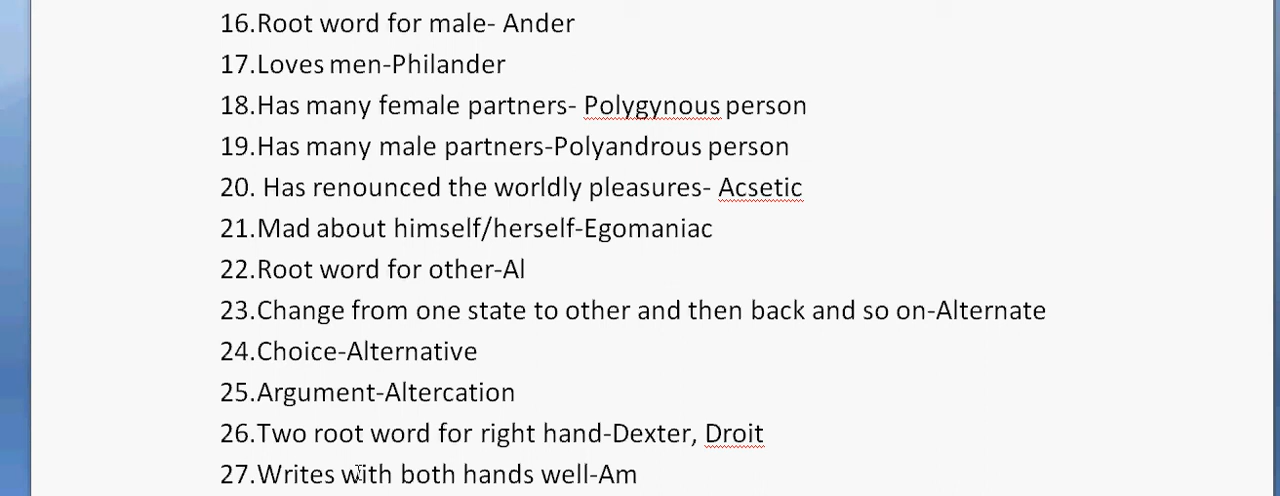 16.Root word for male- Ander
17.Loves men-Philander
18.Has many female partners- Polygynous person
19.Has many male partners-Polyandrous person
20. Has renounced the worldly pleasures- Acsetic
21.Mad about himself/herself-Egomaniac
22.Root word for other-Al
23.Change from one state to other and then back and so on-Alternate
24.Choice-Alternative
25.Argument-Altercation
26.Two root word for right hand-Dexter, Droit
27.Writes with both hands well-Am